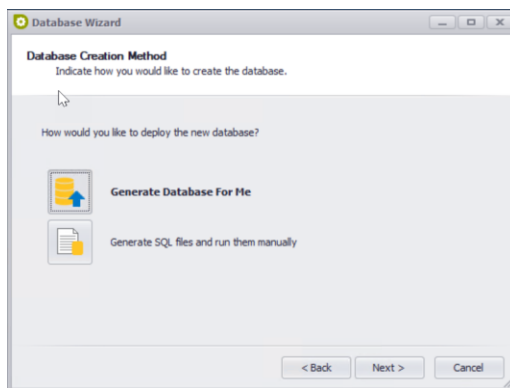 Database Wizard
Database Creation Method
Indicate how you would like to create the database.
How would you like to deploy the new database?
Generate Database For Me
Generate SQL files and run them manually
< Back Next > Cancel